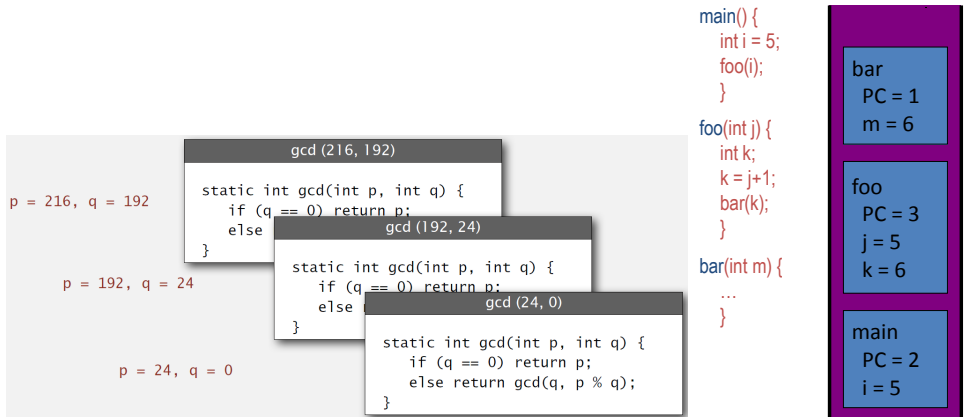 gcd (216, 192)
p = 216, q = 192
static int gcd(int p, int q) {
if (q == 0) return p;
else
}
gcd (192, 24)
p = 192, q = 24
static int gcd(int p, int q) {
if (q == 0) return p;
else
}
gcd (24, 0)
p = 24, q = 0
static int gcd(int p, int q) {
if (q == 0) return p;
else return gcd(q, p % q);
}
main() {
int i = 5;
foo(i);
}
foo(int j) {
int k;
k = j+1;
bar(k);
}
bar(int m) {
…
}
bar
PC = 1
m = 6
foo
PC = 3
j = 5
k = 6
main
PC = 2
i = 5